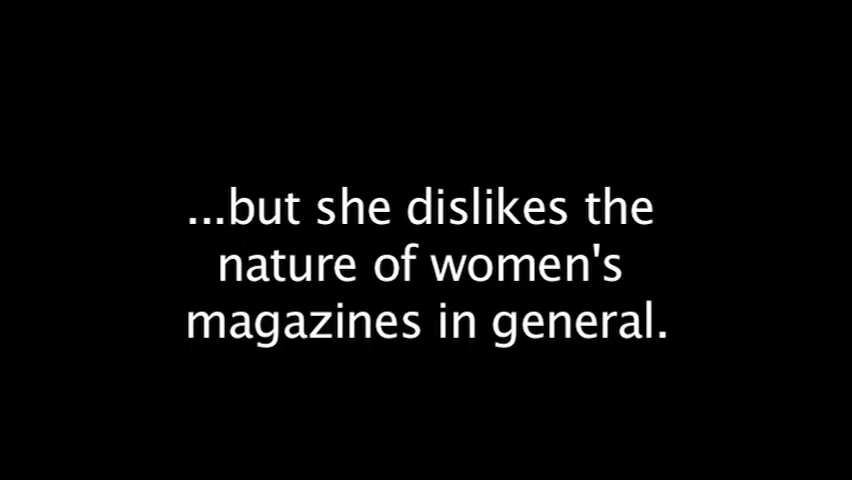 ...but she dislikes the
nature of women's
magazines in general.